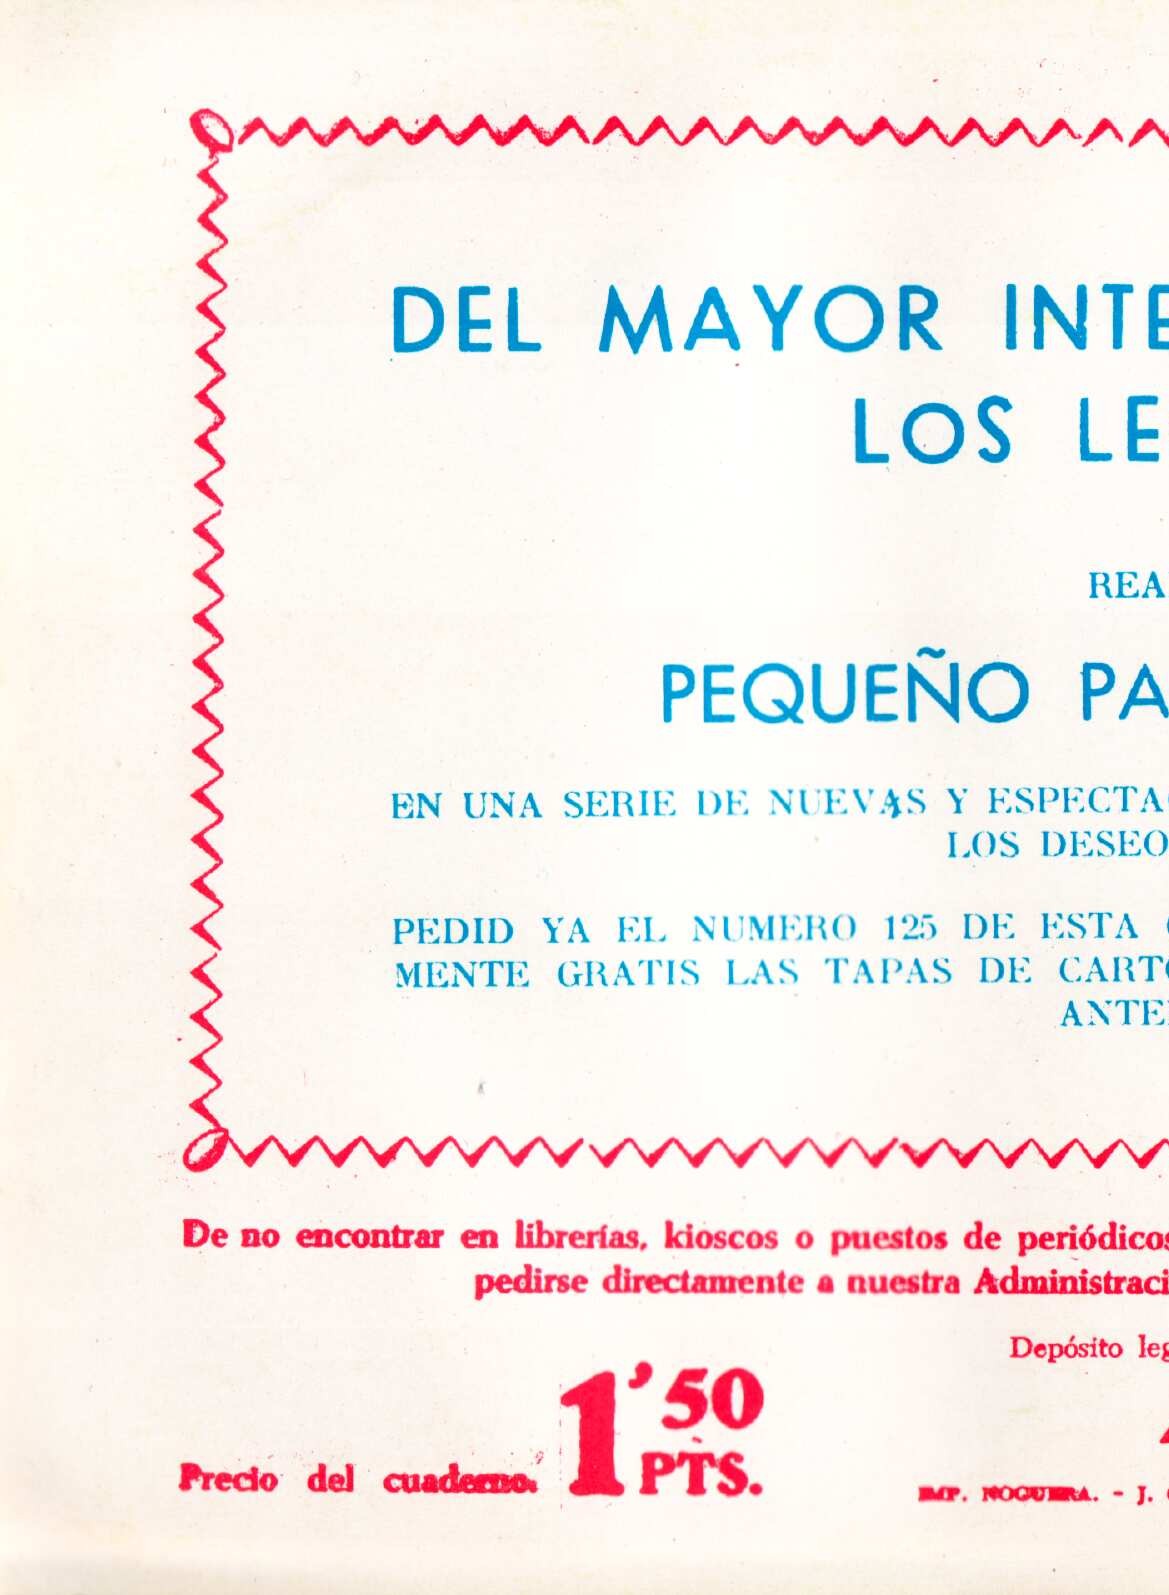 DEL MAYOR INTE
LOS LE
REA
PEQUEÑO PA
EN UNA SERIE DE NUEVAS Y ESPECTA
LOS DESEO
PEDID YA EL NUMERO 125 DE ESTA
MENTE GRATIS LAS TAPAS DE CARTO
ANTE
De no encontrar en librerías, kioscos o puestos de periódicos
pedirse directamente a nuestra Administraci
Depósito leg
Precio del cuaderno. 1'50 PTS.
IMP. NOGUERA. - J.